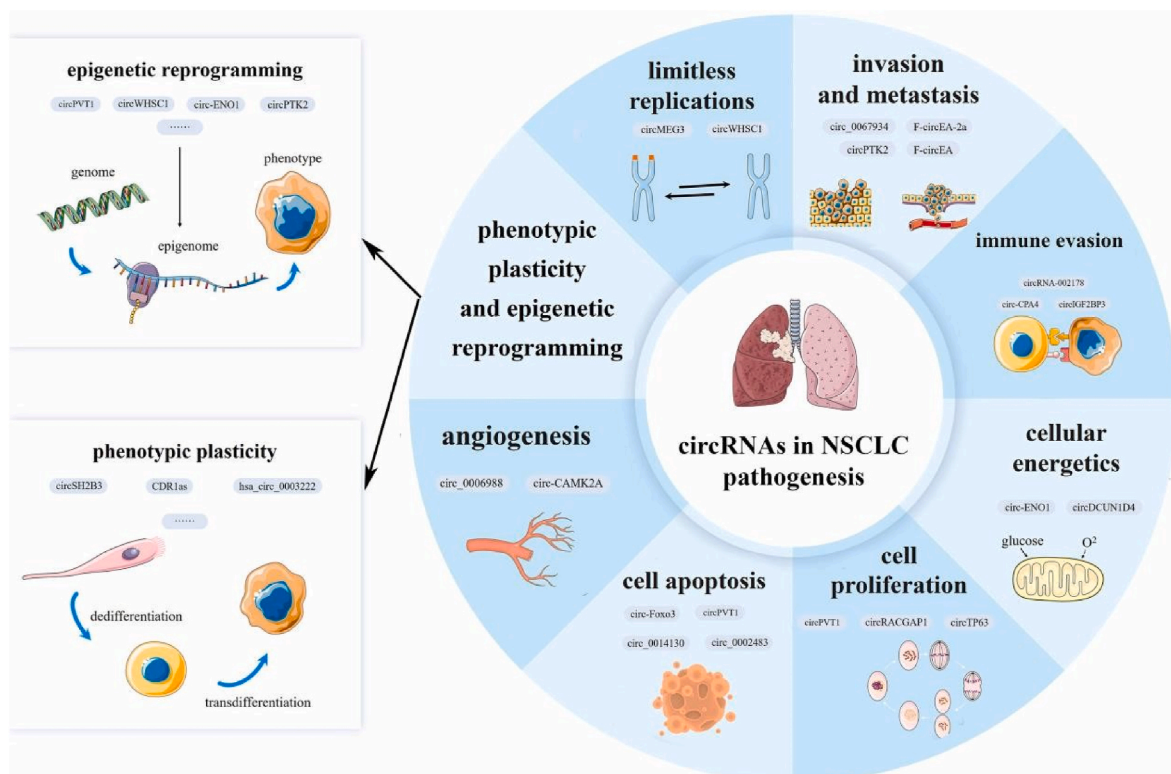 epigenetic reprogramming
circPVT1 circWHSC1 circ-ENO1 circPTK2
......
genome
phenotype
epigenome
phenotypic plasticity
circSH2B3 CDR1as hsa_circ_0003222
......
dedifferentiation
transdifferentiation
limitless
replications
circMEG3 circWHSC1
invasion
and metastasis
circ_0067934 F-circEA-2a
circPTK2 F-circEA
immune evasion
circRNA-002178
circ-CPA4 circIGF2BP3
cellular
energetics
circ-ENO1 circDCUN1D4
glucose O²
cell
proliferation
circPVT1 circRACGAP1 circTP63
cell apoptosis
circ-Foxo3 circPVT1
circ_0014130 circ_0002483
angiogenesis
circ_0006988 circ-CAMK2A
phenotypic
plasticity
and epigenetic
reprogramming
circRNAs in NSCLC
pathogenesis